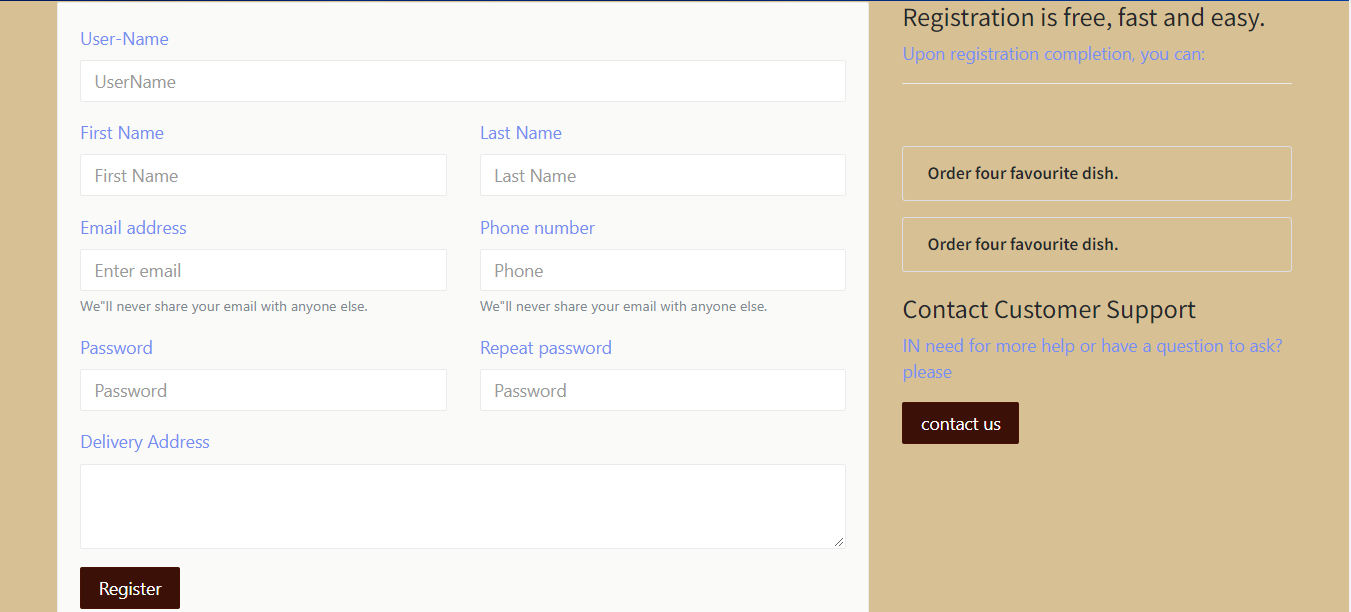 User-Name
UserName
First Name
Last Name
First Name
Last Name
Email address
Phone number
Enter email
Phone
We"ll never share your email with anyone else.
We"ll never share your email with anyone else.
Password
Repeat password
Password
Password
Delivery Address
Register
Registration is free, fast and easy.
Upon registration completion, you can:
Order four favourite dish.
Order four favourite dish.
Contact Customer Support
IN need for more help or have a question to ask?
please
contact us